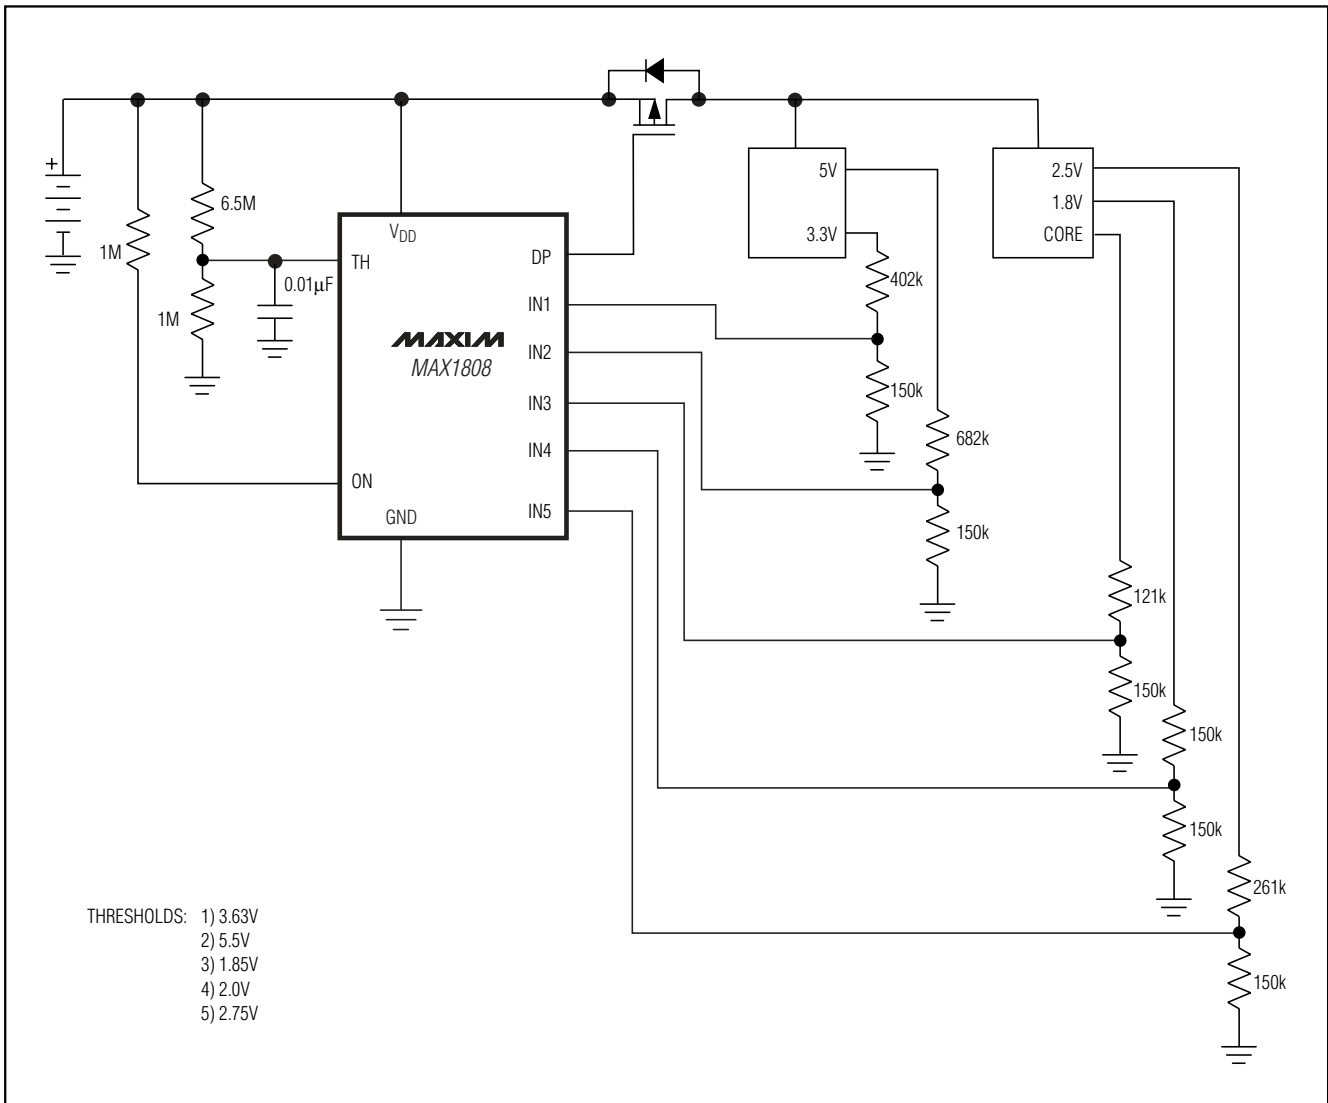 +
6.5M
5V
2.5V
1.8V
3.3V
CORE
VDD
1M
TH
DP
402k
0.01µF
IN1
1M
MAXIM
IN2
MAX1808
150k
IN3
682k
IN4
ON
IN5
GND
150k
121k
150k
150k
150k
261k
THRESHOLDS: 1) 3.63V
2) 5.5V
3) 1.85V
4) 2.0V
5) 2.75V
150k